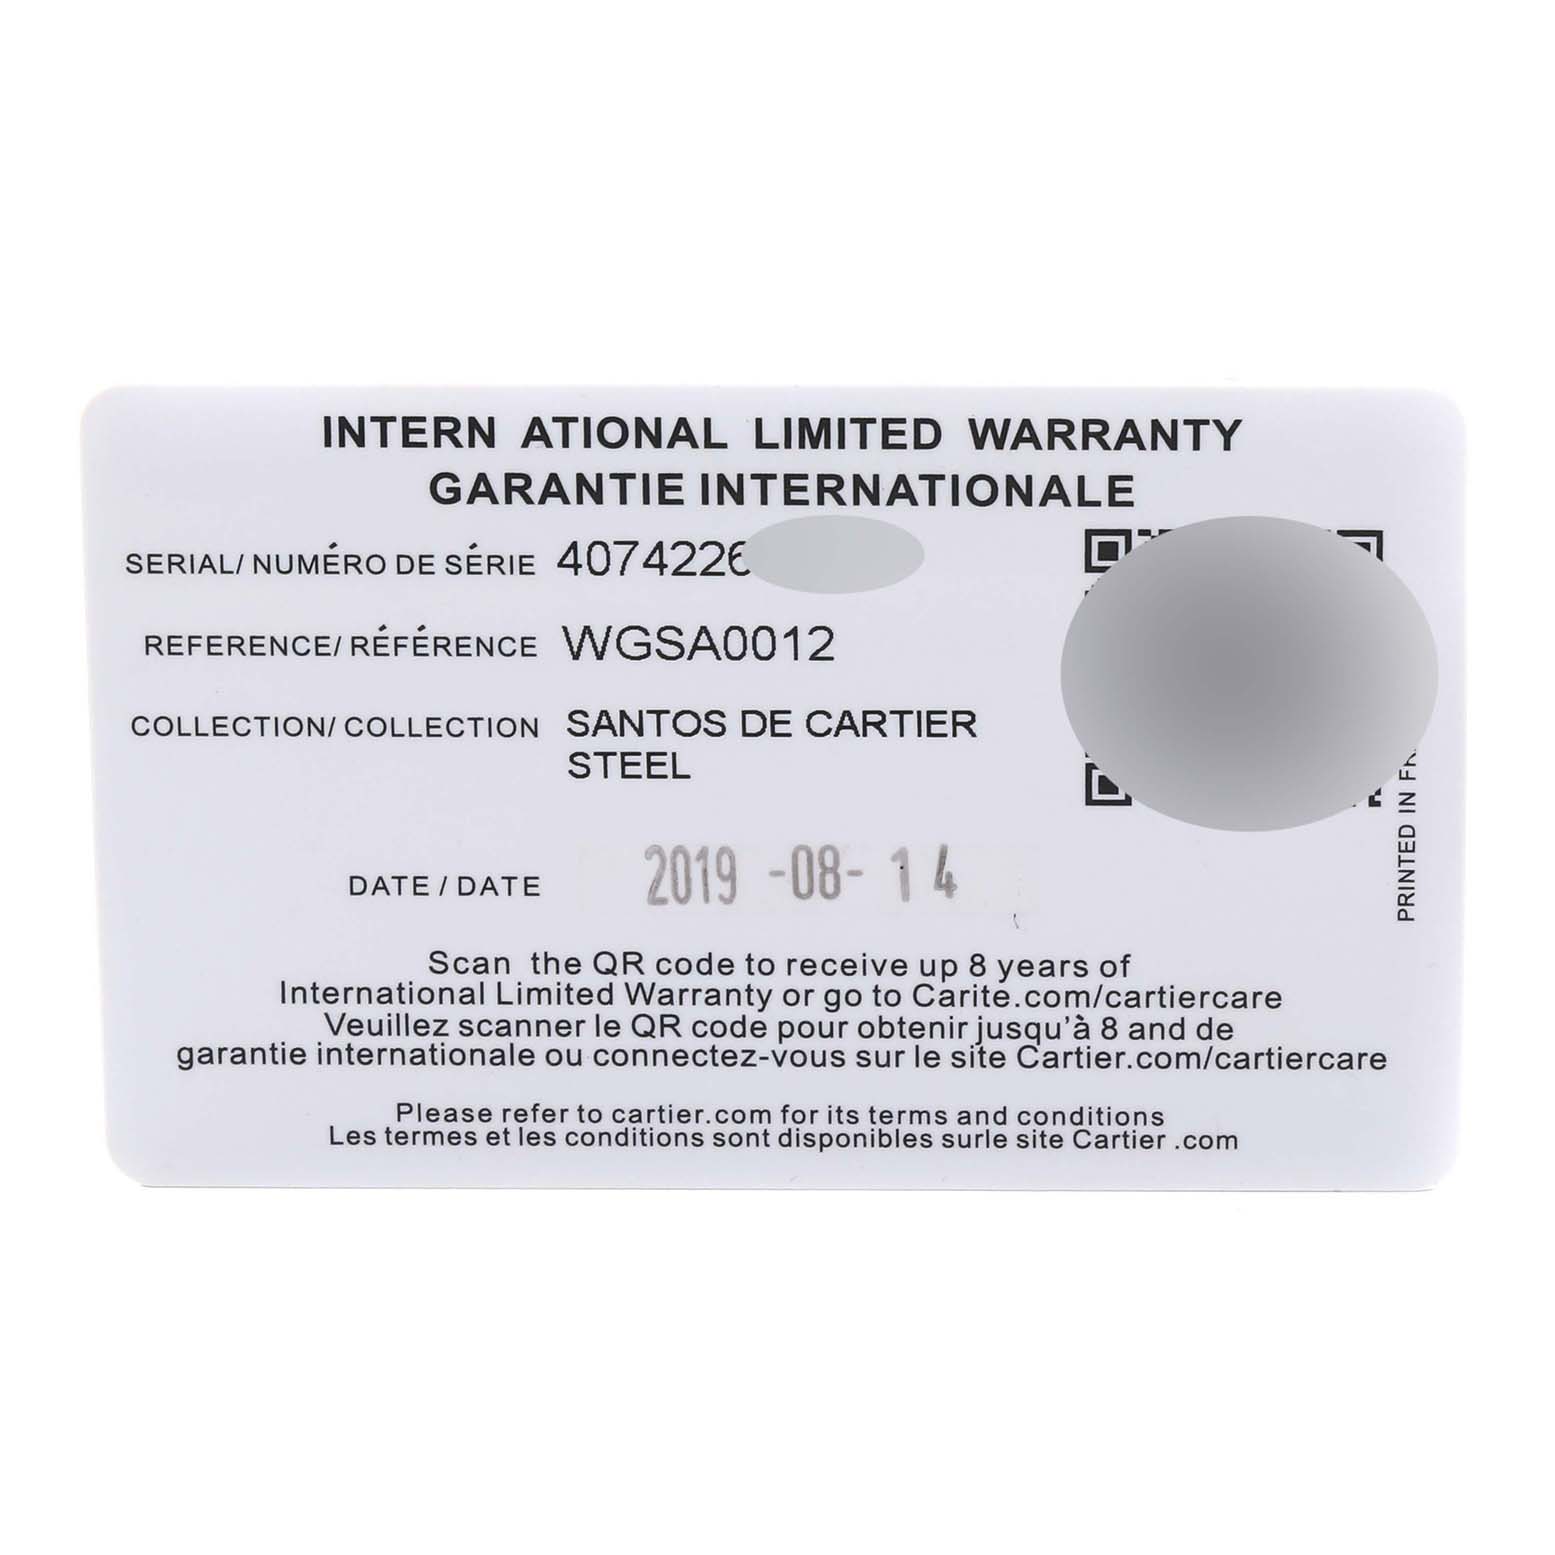 INTERN ATIONAL LIMITED WARRANTY
GARANTIE INTERNATIONALE
SERIAL/ NUMÉRO DE SÉRIE 4074226
REFERENCE/ RÉFÉRENCE WGSA0012
COLLECTION/ COLLECTION SANTOS DE CARTIER
STEEL
PRINTED IN
DATE / DATE 2019 -08- 14
Scan the QR code to receive up 8 years of
International Limited Warranty or go to Carite.com/cartiercare
Veuillez scanner le QR code pour obtenir jusqu'à 8 and de
garantie internationale ou connectez-vous sur le site Cartier.com/cartiercare
Please refer to cartier.com for its terms and conditions
Les termes et les conditions sont disponibles surle site Cartier .com